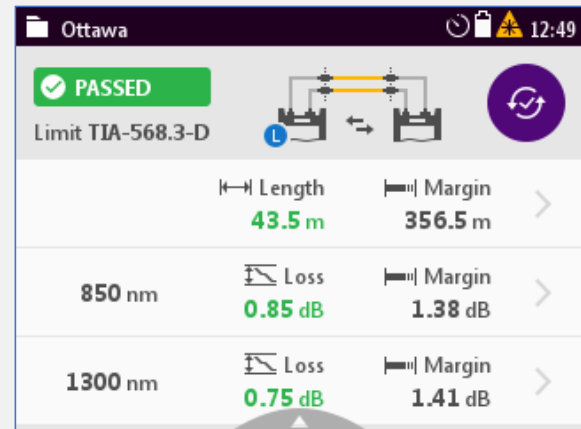 Ottawa 12:49
PASSED
Limit TIA-568.3-D
L
Length Margin
43.5 m 356.5 m
850 nm
Loss Margin
0.85 dB 1.38 dB
1300 nm
Loss Margin
0.75 dB 1.41 dB